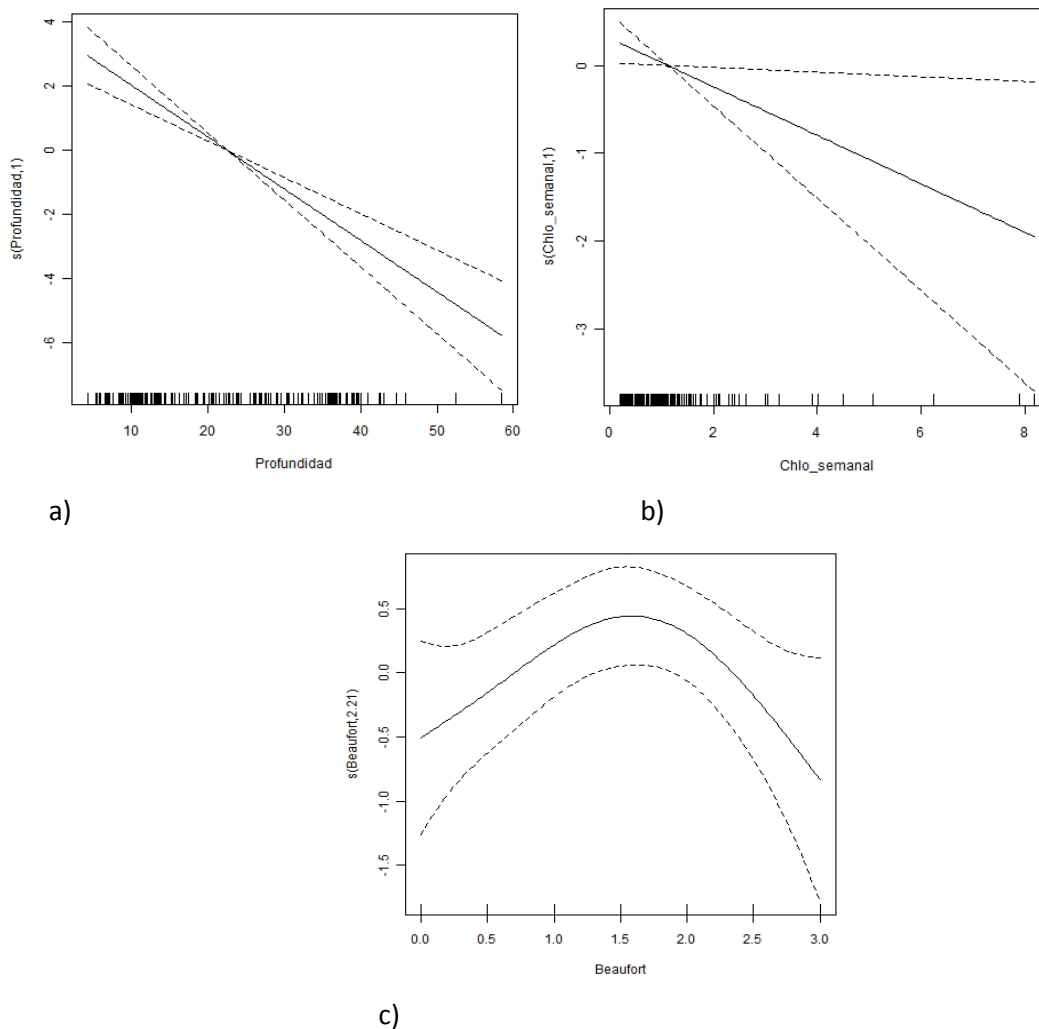 4
2
0
-2
-4
-6
s(Profundidad,1)
10 20 30 40 50 60
Profundidad
a)
0
-1
-2
-3
s(Chlo_semanal,1)
0 2 4 6 8
Chlo_semanal
b)
0.5
0.0
-0.5
-1.0
-1.5
s(Beaufort,2.21)
0.0 0.5 1.0 1.5 2.0 2.5 3.0
Beaufort
c)